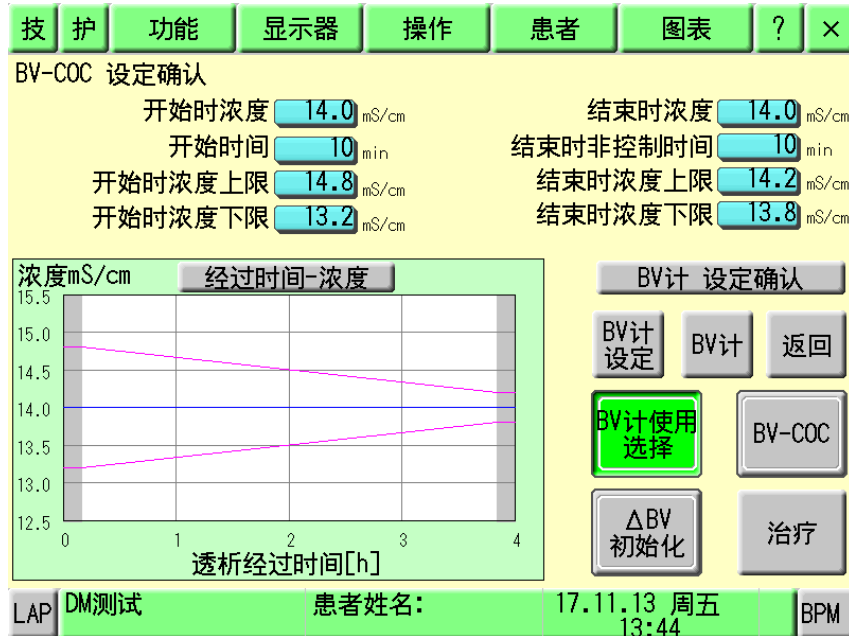 技 护 功能 显示器 操作 患者 图表 ? ×
BV-COC 设定确认
开始时浓度 14.0 mS/cm 结束时浓度 14.0 mS/cm
开始时间 10 min 结束时非控制时间 10 min
开始时浓度上限 14.8 mS/cm 结束时浓度上限 14.2 mS/cm
开始时浓度下限 13.2 mS/cm 结束时浓度下限 13.8 mS/cm
浓度mS/cm 经过时间-浓度
15.5
15.0
14.5
14.0
13.5
13.0
12.5
0 1 2 3 4
透析经过时间[h]
BV计 设定确认
BV计
设定
BV计
返回
BV计使用
选择
BV-COC
ΔBV
初始化
治疗
LAP DM测试 患者姓名: 17.11.13 周五 BPM
13:44